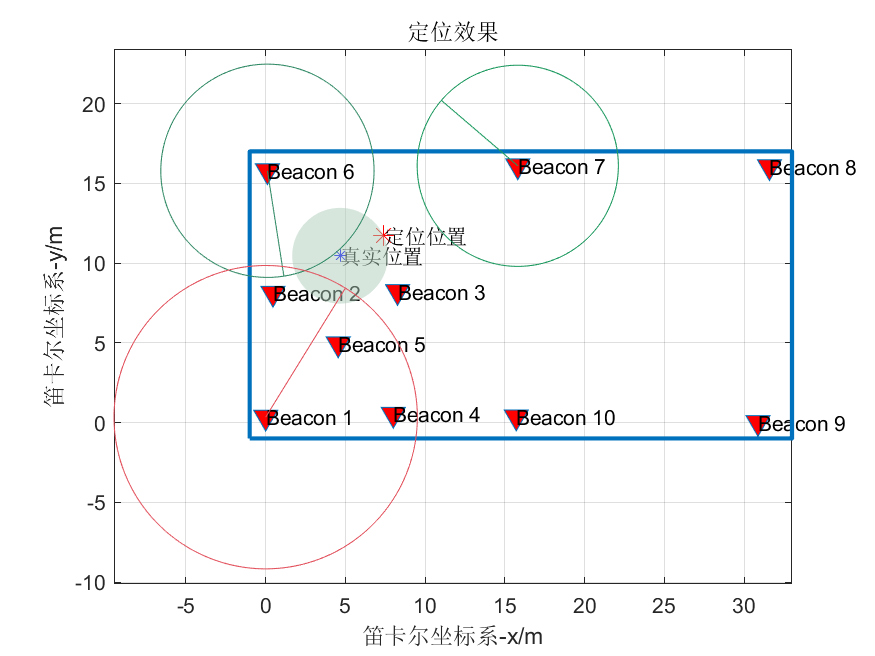 定位效果
20
15
10
5
0
-5
-10
笛卡尔坐标系-y/m
Beacon 6
Beacon 7
Beacon 8
定位位置
真实位置
Beacon 2
Beacon 3
Beacon 5
Beacon 1
Beacon 4
Beacon 10
Beacon 9
-5
0
5
10
15
20
25
30
笛卡尔坐标系-x/m